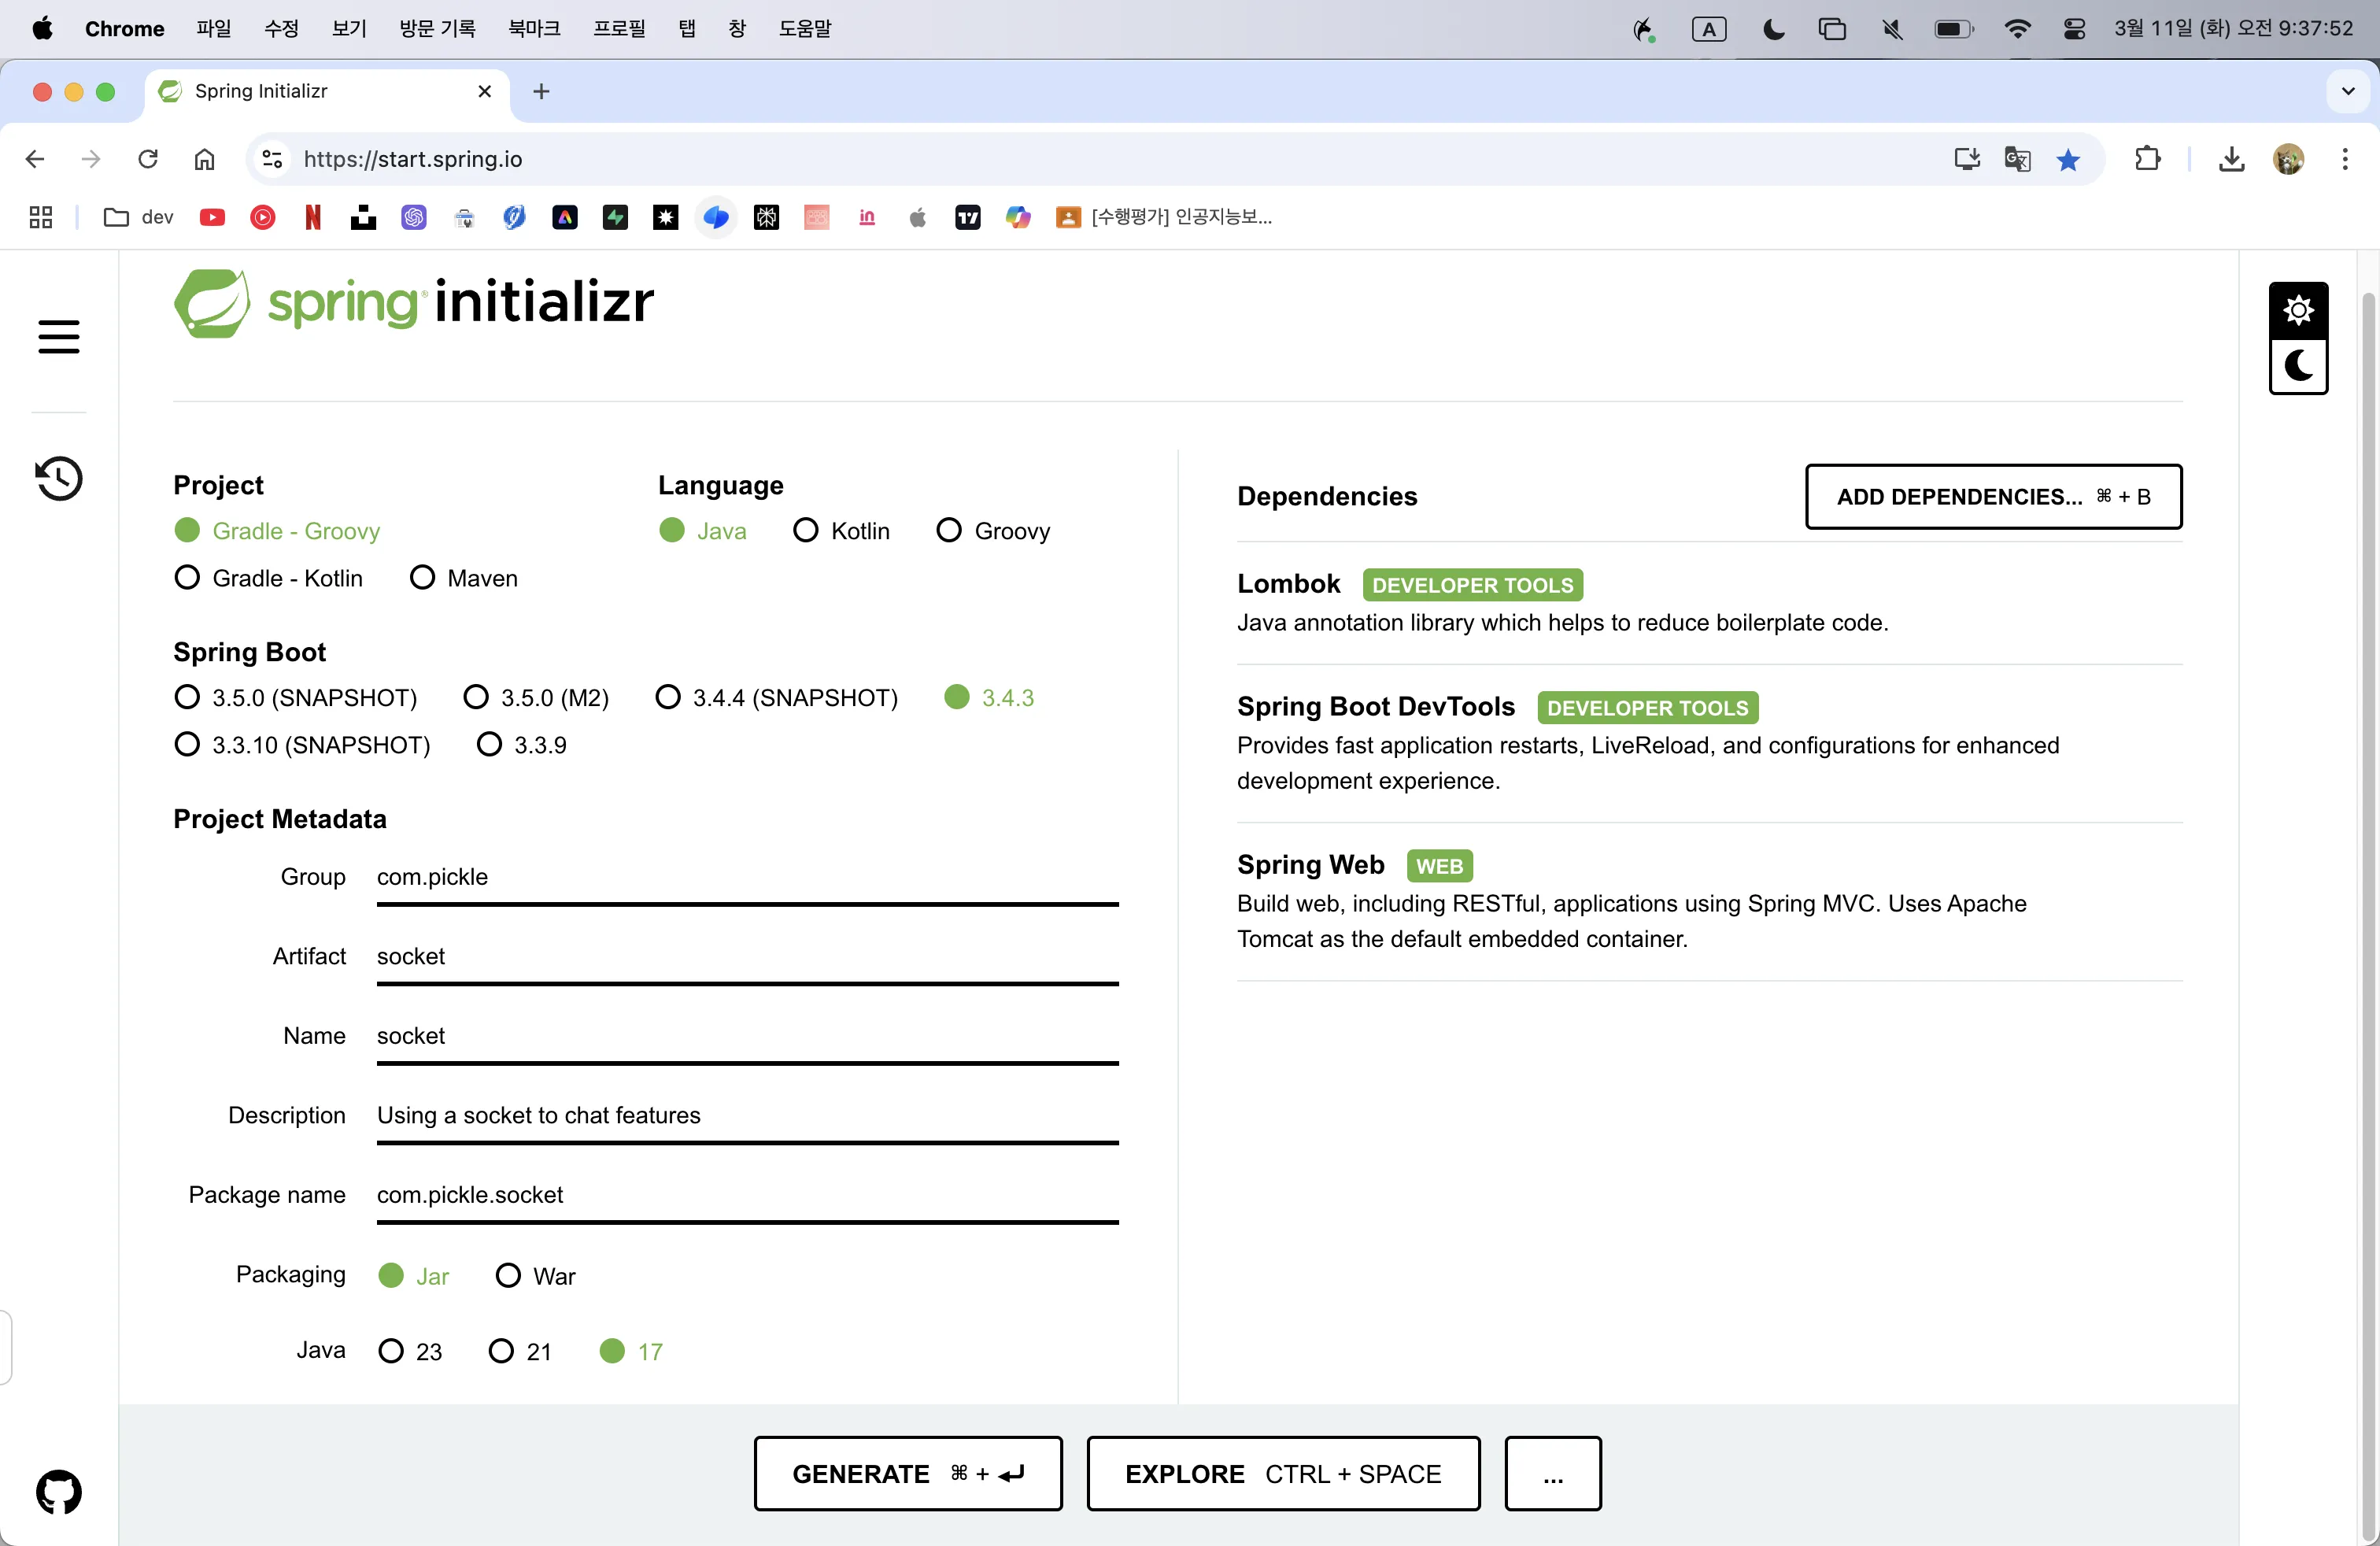 Chrome 파일 수정 보기 방문 기록 북마크 프로필 탭 창 도움말 A 3월 11일 (화) 오전 9:37:52
Spring Initializr
https://start.spring.io
dev [수행평가] 인공지능보...
spring initializr
Project
Gradle - Groovy
Gradle - Kotlin Maven
Language
Java Kotlin Groovy
Spring Boot
3.5.0 (SNAPSHOT) 3.5.0 (M2) 3.4.4 (SNAPSHOT) 3.4.3
3.3.10 (SNAPSHOT) 3.3.9
Project Metadata
Group com.pickle
Artifact socket
Name socket
Description Using a socket to chat features
Package name com.pickle.socket
Packaging Jar War
Java 23 21 17
Dependencies ADD DEPENDENCIES... ⌘ + B
Lombok DEVELOPER TOOLS
Java annotation library which helps to reduce boilerplate code.
Spring Boot DevTools DEVELOPER TOOLS
Provides fast application restarts, LiveReload, and configurations for enhanced
development experience.
Spring Web WEB
Build web, including RESTful, applications using Spring MVC. Uses Apache
Tomcat as the default embedded container.
GENERATE ⌘ + ⏎ EXPLORE CTRL + SPACE ...